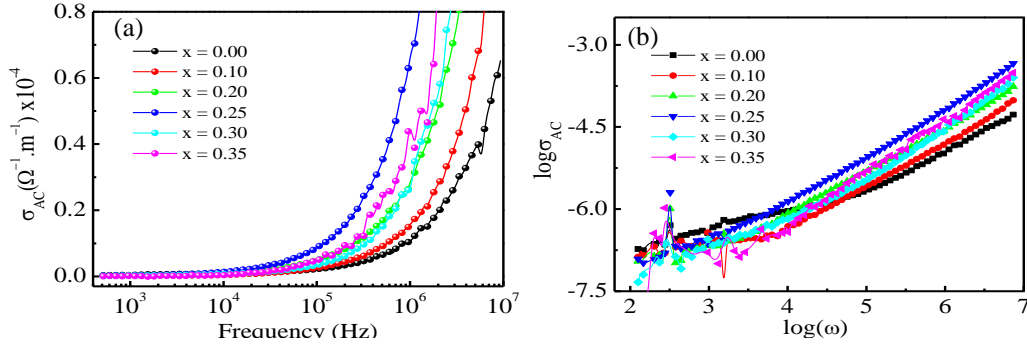 (a)
x = 0.00
x = 0.10
x = 0.20
x = 0.25
x = 0.30
x = 0.35
σ_AC(Ω⁻¹.m⁻¹) x10⁻⁴
0.8
0.6
0.4
0.2
0.0
10³ 10⁴ 10⁵ 10⁶ 10⁷
Frequency (Hz)
(b)
x = 0.00
x = 0.10
x = 0.20
x = 0.25
x = 0.30
x = 0.35
logσ_AC
-3.0
-4.5
-6.0
-7.5
2 3 4 5 6 7
log(ω)